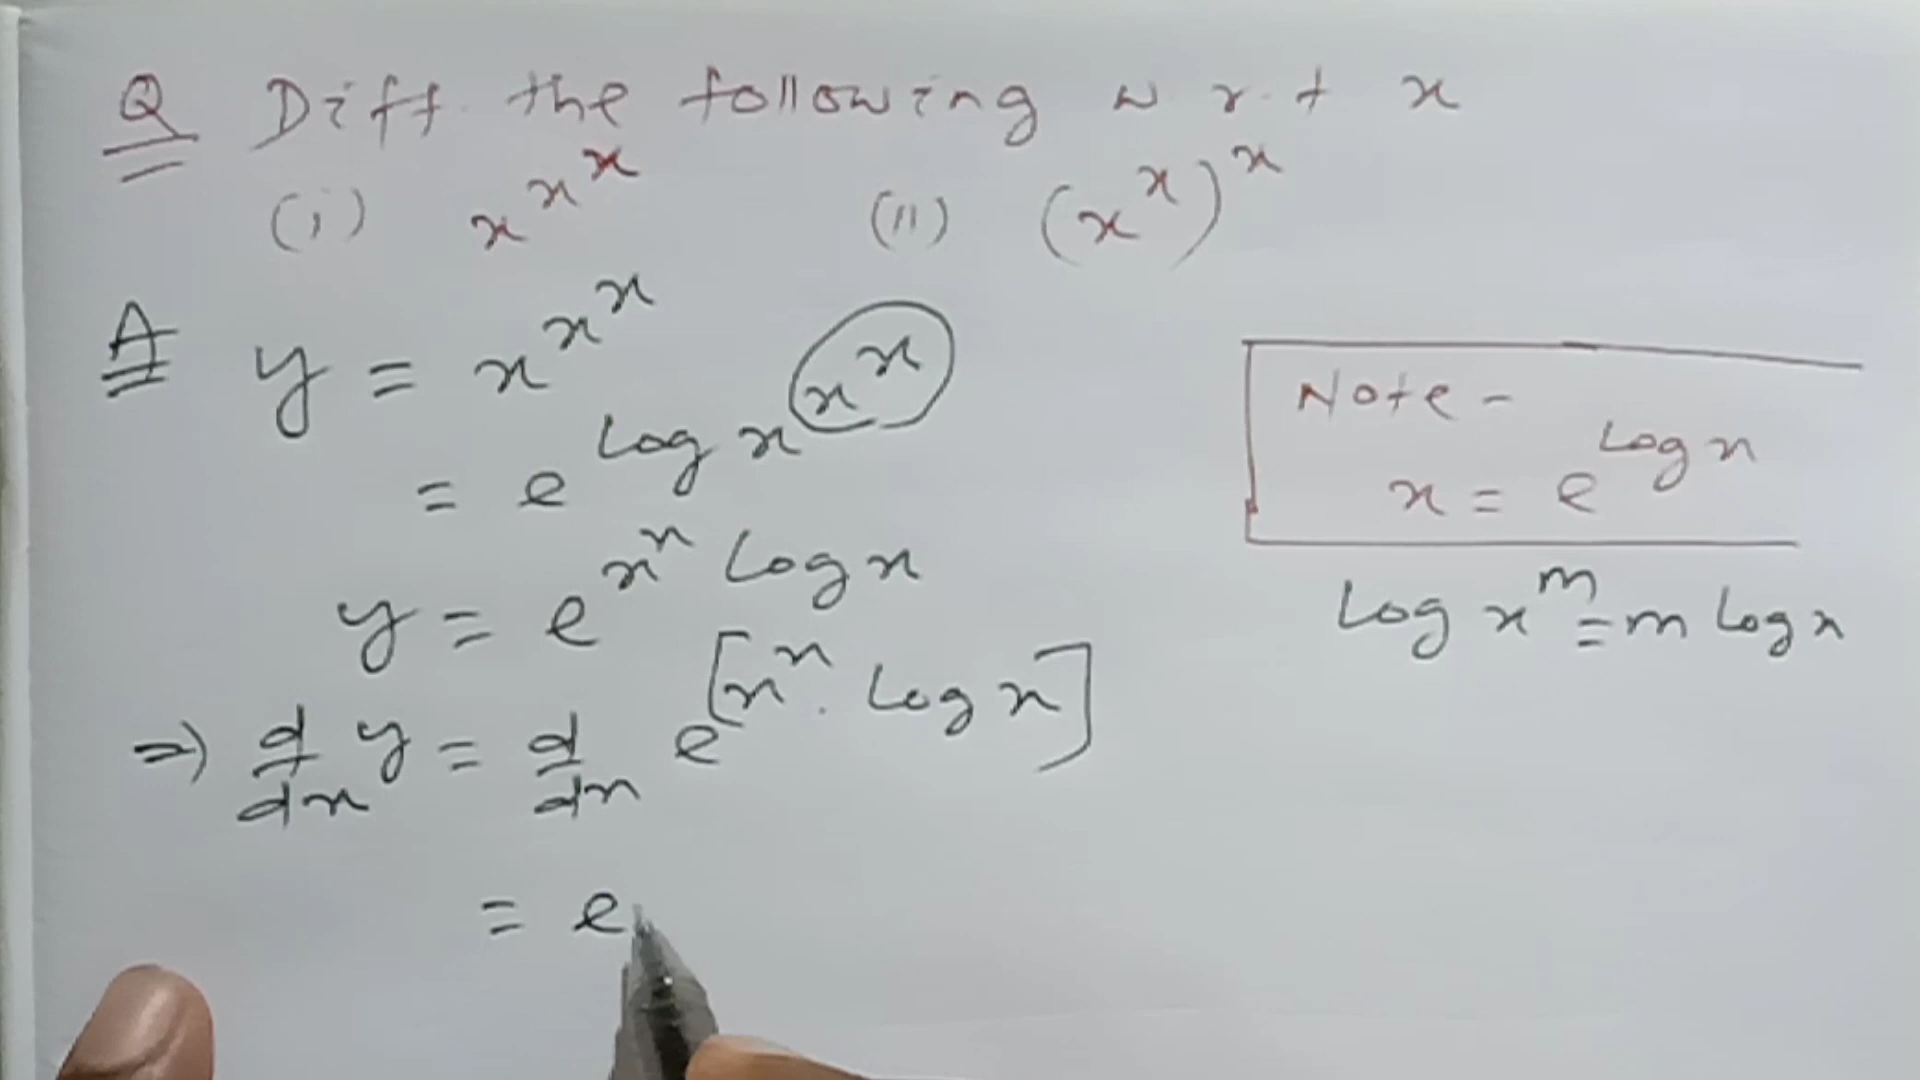 Q Diff. the following w r. t x
(i) x^x^x (ii) (x^x)^x
A y = x^x^x
= e^log x^x^x
Note -
x = e^log x
y = e^x^x log x
log x^m = m log x
⇒ d/dx y = d/dx e^[x^x . log x]
= e